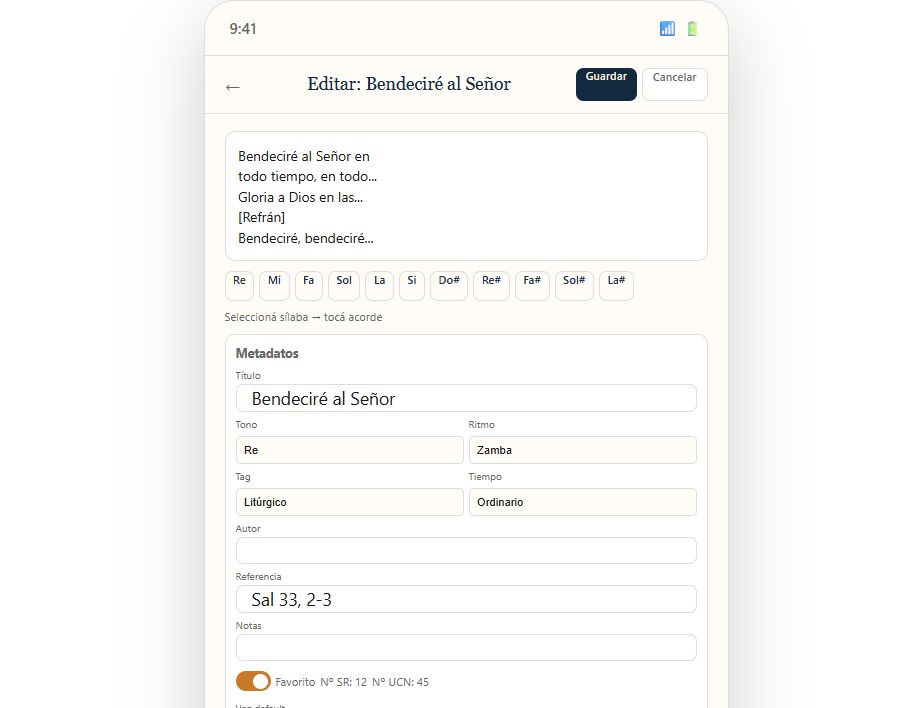 9:41
← Editar: Bendeciré al Señor Guardar Cancelar
Bendeciré al Señor en
todo tiempo, en todo...
Gloria a Dios en las...
[Refrán]
Bendeciré, bendeciré...
Re Mi Fa Sol La Si Do# Re# Fa# Sol# La#
Seleccioná sílaba → tocá acorde
Metadatos
Título
Bendeciré al Señor
Tono Ritmo
Re Zamba
Tag Tiempo
Litúrgico Ordinario
Autor
Referencia
Sal 33, 2-3
Notas
Favorito Nº SR: 12 Nº UCN: 45